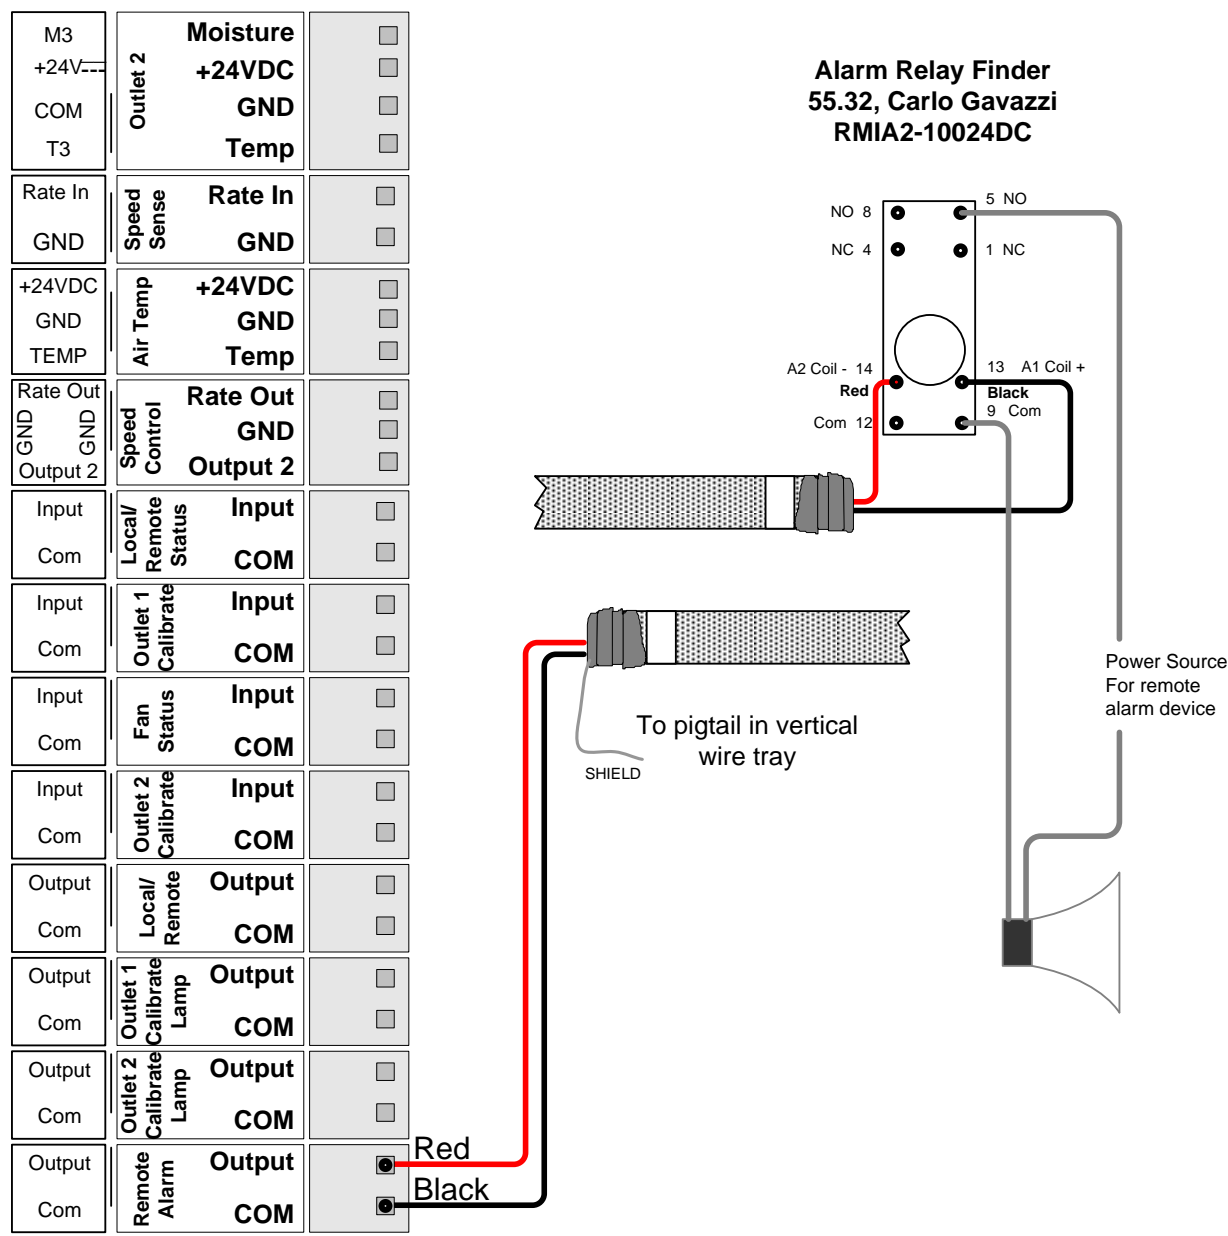 M3
+24V
COM
T3
Outlet 2
Moisture
+24VDC
GND
Temp
Rate In
GND
Speed
Sense
Rate In
GND
+24VDC
GND
TEMP
Air Temp
+24VDC
GND
Temp
Rate Out
GND
GND
Output 2
Speed
Control
Rate Out
GND
Output 2
Input
Com
Local/
Remote
Status
Input
COM
Input
Com
Outlet 1
Calibrate
Input
COM
Input
Com
Fan
Status
Input
COM
Input
Com
Outlet 2
Calibrate
Input
COM
Output
Com
Local/
Remote
Output
COM
Output
Com
Outlet 1
Calibrate
Lamp
Output
COM
Output
Com
Outlet 2
Calibrate
Lamp
Output
COM
Output
Com
Remote
Alarm
Output
COM
Red
Black
Alarm Relay Finder
55.32, Carlo Gavazzi
RMIA2-10024DC
NO 8
5 NO
NC 4
1 NC
A2 Coil - 14
Red
13 A1 Coil +
Black
Com 12
9 Com
To pigtail in vertical
wire tray
SHIELD
Power Source
For remote
alarm device